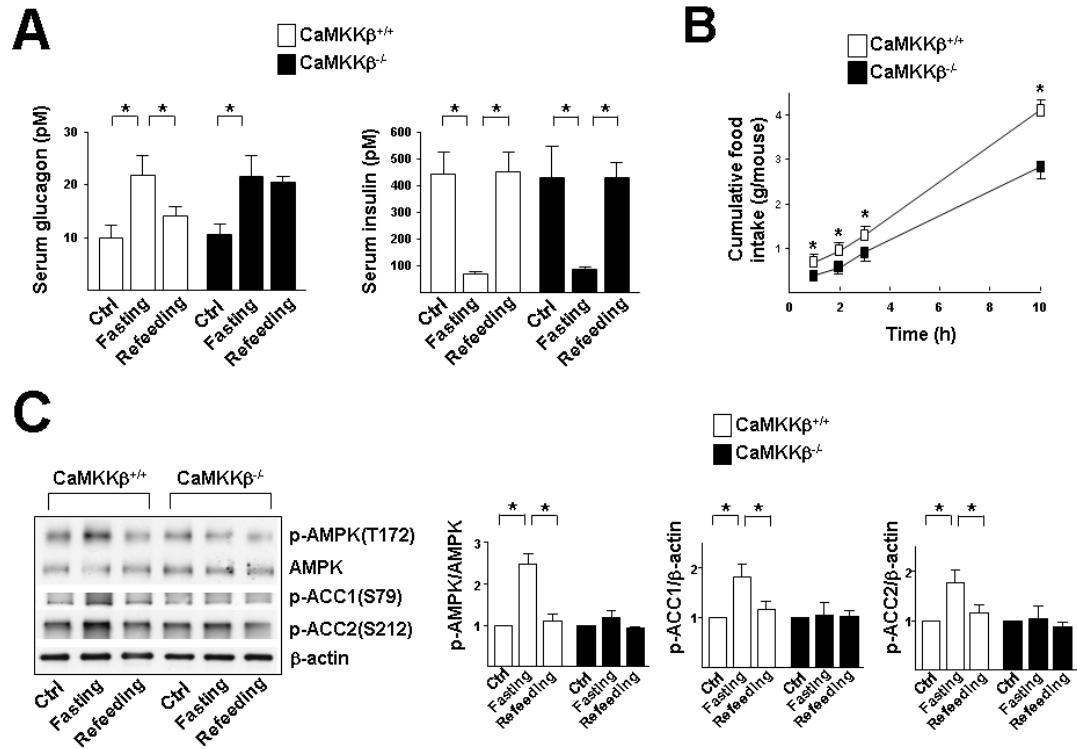 A
CaMKKβ+/+
CaMKKβ-/-
Serum glucagon (pM)
30
20
10
*
*
*
Ctrl
Fasting
Refeeding
Ctrl
Fasting
Refeeding
Serum insulin (pM)
600
500
400
300
200
100
*
*
*
*
Ctrl
Fasting
Refeeding
Ctrl
Fasting
Refeeding
B
CaMKKβ+/+
CaMKKβ-/-
Cumulative food
intake (g/mouse)
4
3
2
1
*
*
*
*
0
2
4
6
8
10
Time (h)
C
CaMKKβ+/+
CaMKKβ-/-
p-AMPK(T172)
AMPK
p-ACC1(S79)
p-ACC2(S212)
β-actin
Ctrl
Fasting
Refeeding
Ctrl
Fasting
Refeeding
CaMKKβ+/+
CaMKKβ-/-
p-AMPK/AMPK
3
2
1
*
*
Ctrl
Fasting
Refeeding
Ctrl
Fasting
Refeeding
p-ACC1/β-actin
2
1
*
*
Ctrl
Fasting
Refeeding
Ctrl
Fasting
Refeeding
p-ACC2/β-actin
2
1
*
*
Ctrl
Fasting
Refeeding
Ctrl
Fasting
Refeeding